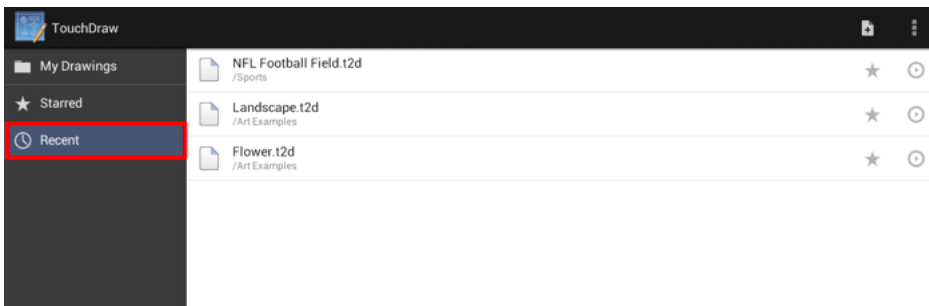 TouchDraw
My Drawings
Starred
Recent
NFL Football Field.t2d
/Sports
Landscape.t2d
/Art Examples
Flower.t2d
/Art Examples